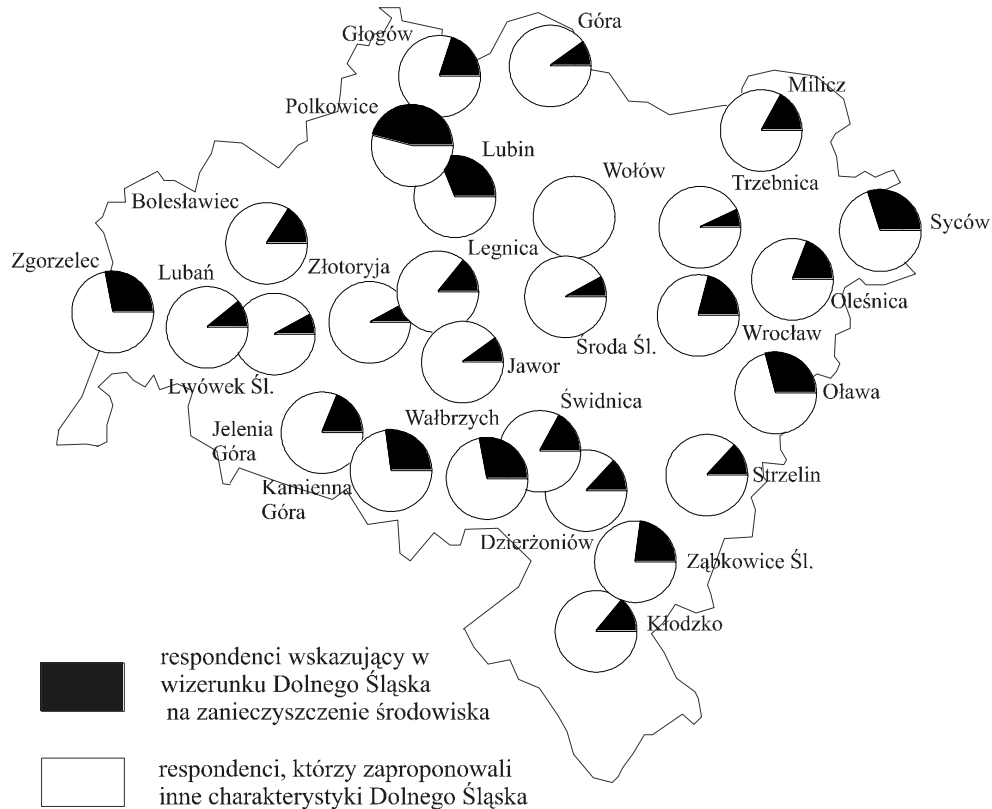 Góra
Głogów
Milicz
Polkowice
Lubin
Wołów
Trzebnica
Bolesławiec
Syców
Legnica
Zgorzelec
Lubań
Złotoryja
Oleśnica
Wrocław
Środa Śl.
Jawor
Lwówek Śl.
Oława
Świdnica
Wałbrzych
Jelenia
Góra
Strzelin
Kamienna
Góra
Dzierżoniów
Ząbkowice Śl.
Kłodzko
respondenci wskazujący w
wizerunku Dolnego Śląska
na zanieczyszczenie środowiska
respondenci, którzy zaproponowali
inne charakterystyki Dolnego Śląska